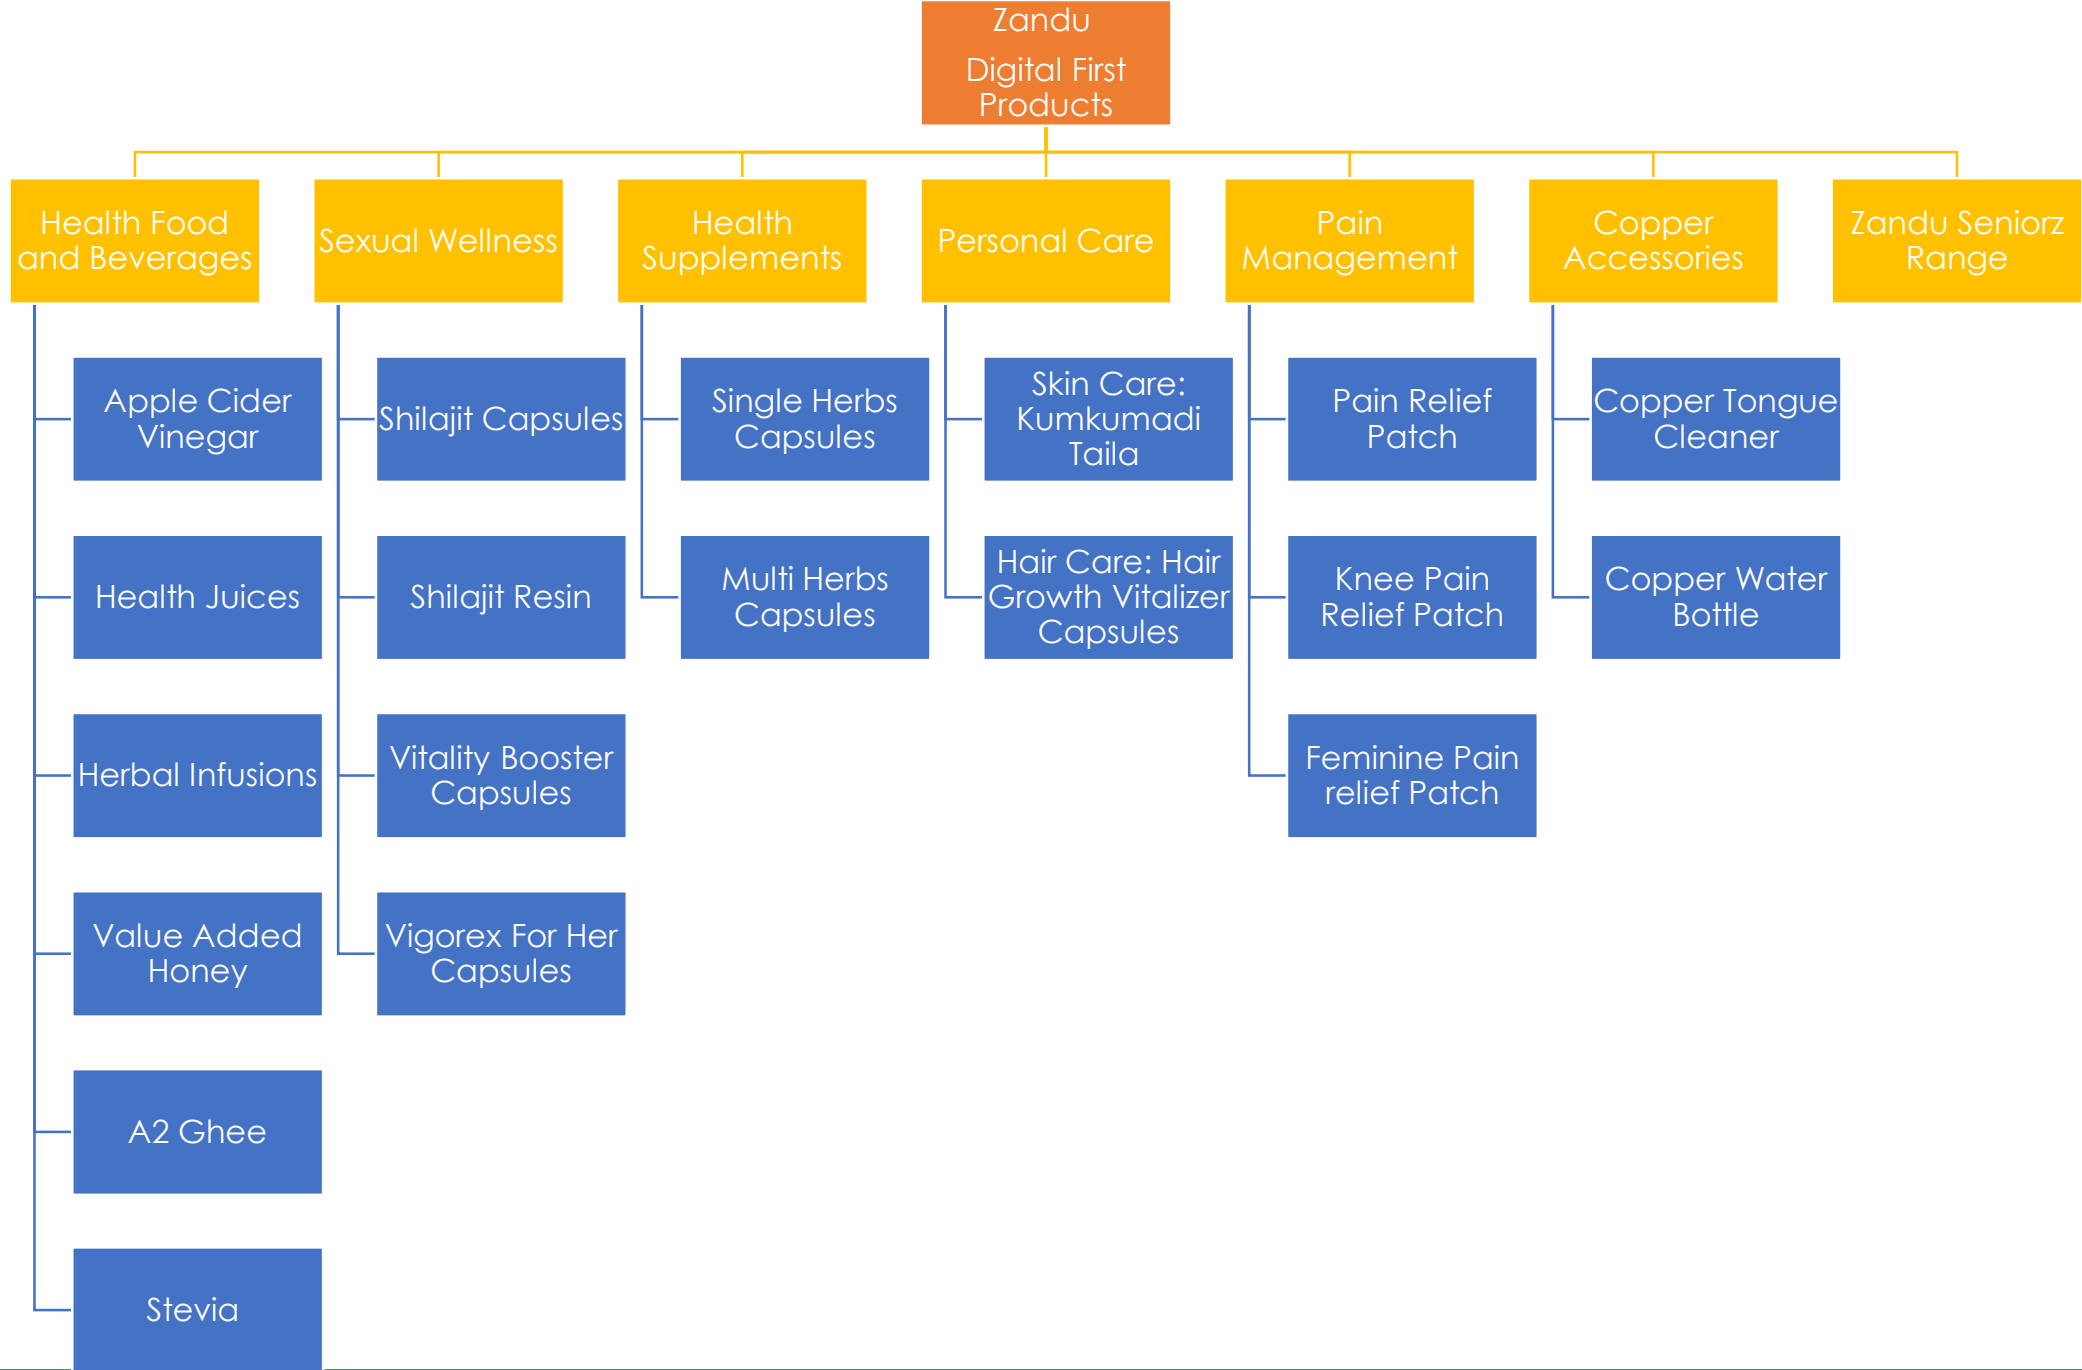 Zandu
Digital First
Products
Health Food
and Beverages
Sexual Wellness
Health
Supplements
Personal Care
Pain
Management
Copper
Accessories
Zandu Seniorz
Range
Apple Cider
Vinegar
Health Juices
Herbal Infusions
Value Added
Honey
A2 Ghee
Stevia
Shilajit Capsules
Shilajit Resin
Vitality Booster
Capsules
Vigorex For Her
Capsules
Single Herbs
Capsules
Multi Herbs
Capsules
Skin Care:
Kumkumadi
Taila
Hair Care: Hair
Growth Vitalizer
Capsules
Pain Relief
Patch
Knee Pain
Relief Patch
Feminine Pain
relief Patch
Copper Tongue
Cleaner
Copper Water
Bottle